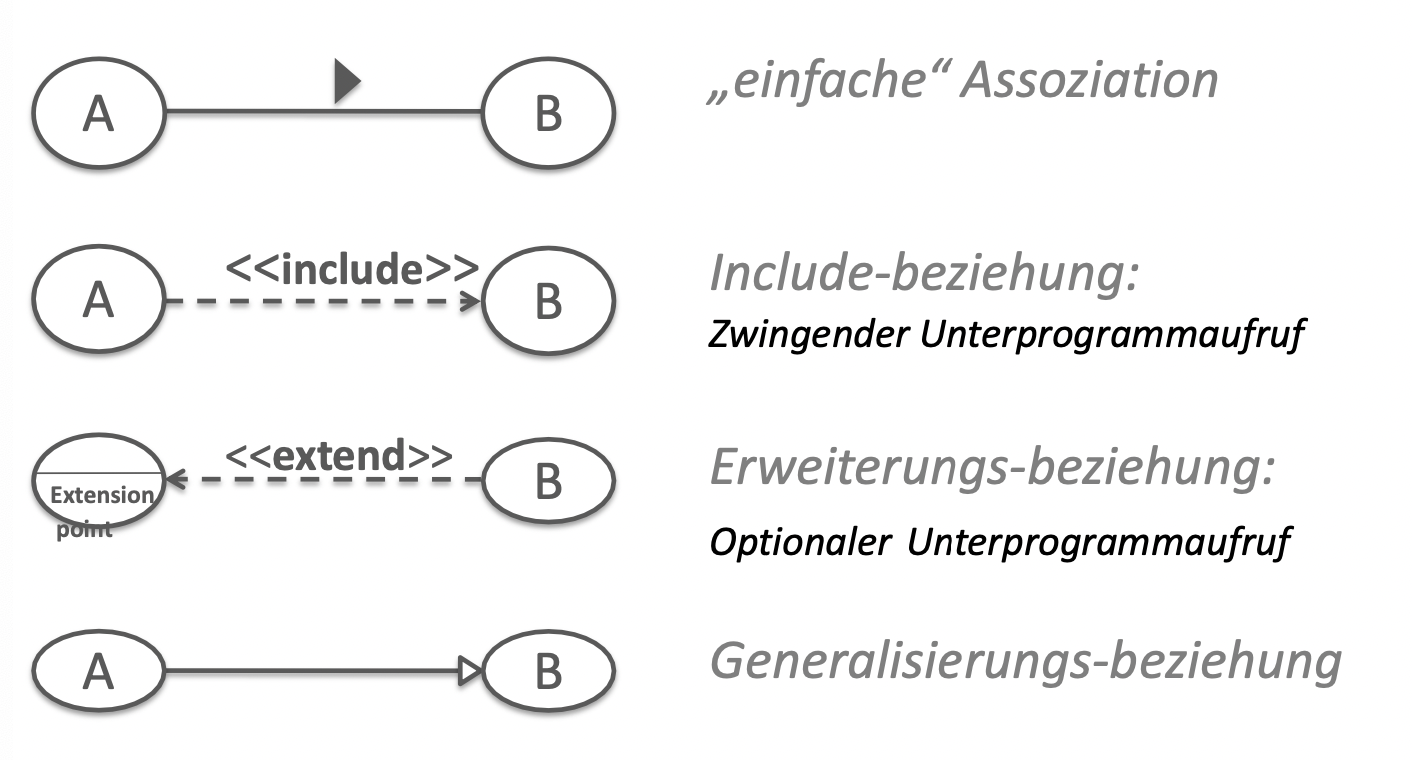 A
B
„einfache“ Assoziation
<<include>>
A
B
Include-beziehung:
Zwingender Unterprogrammaufruf
<<extend>>
Extension
point
B
Erweiterungs-beziehung:
Optionaler Unterprogrammaufruf
A
B
Generalisierungs-beziehung